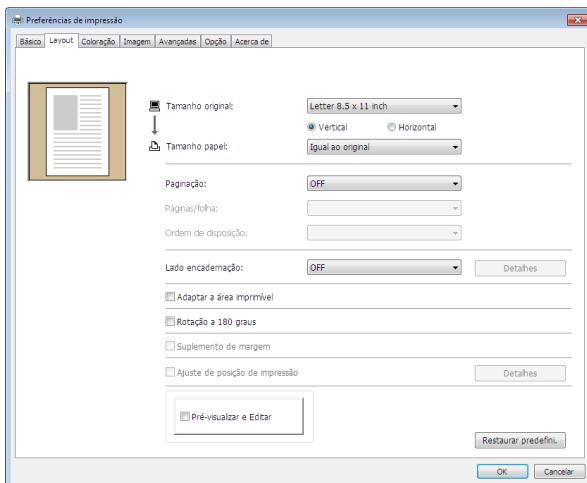 Preferências de impressão
Básico Layout Coloração Imagem Avançadas Opção Acerca de
Tamanho original: Letter 8.5 x 11 inch
Vertical Horizontal
Tamanho papel: Igual ao original
Paginação: OFF
Páginas/folha:
Ordem de disposição:
Lado encadernação: OFF Detalhes
Adaptar a área imprimível
Rotação a 180 graus
Suplemento de margem
Ajuste de posição de impressão Detalhes
Pré-visualizar e Editar
Restaurar predefini.
OK Cancelar